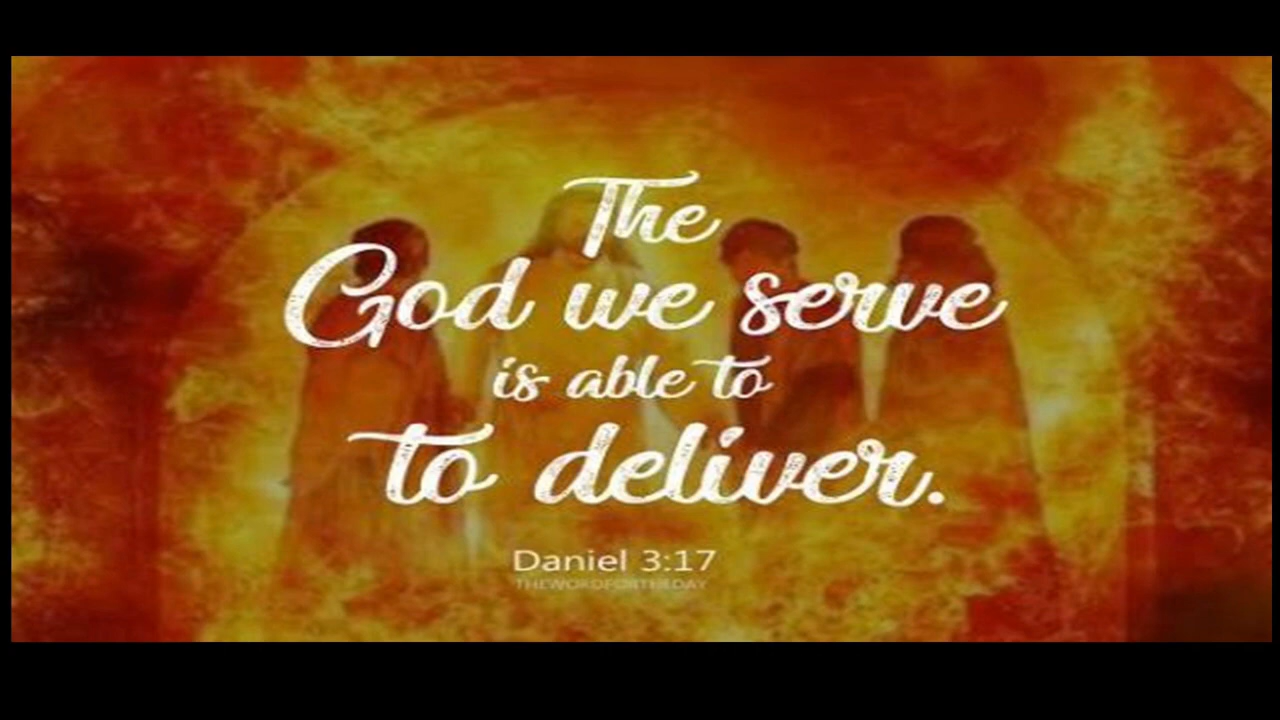 The
God we serve
is able to
to deliver.
Daniel 3:17
THEWORDFORTHEDAY